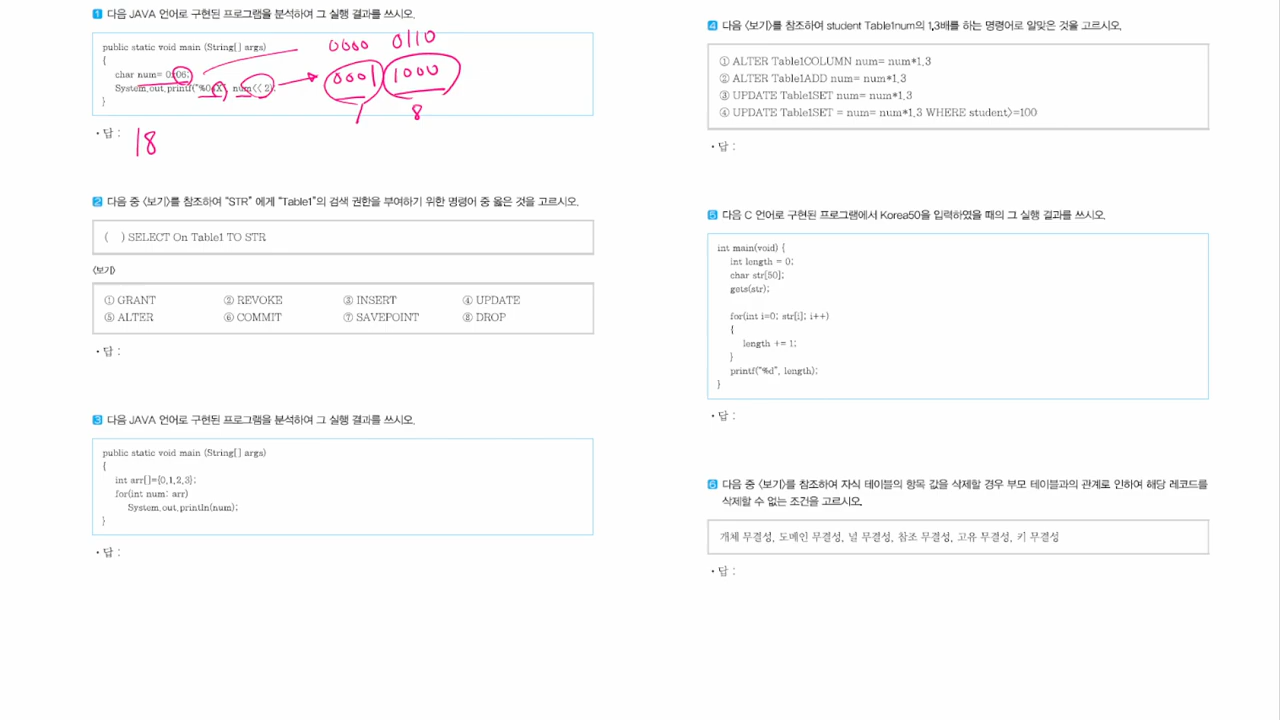 1 다음 JAVA 언어로 구현된 프로그램을 분석하여 그 실행 결과를 쓰시오.
public static void main (String[] args)
{
char num= 0x06;
System.out.printf("%0 X", num<<2);
}
0000 0110
0001 1000
1 8
• 답 : 18
2 다음 중 <보기>를 참조하여 "STR" 에게 "Table1"의 검색 권한을 부여하기 위한 명령어 중 옳은 것을 고르시오.
( ) SELECT On Table1 TO STR
<보기>
① GRANT ② REVOKE ③ INSERT ④ UPDATE
⑤ ALTER ⑥ COMMIT ⑦ SAVEPOINT ⑧ DROP
• 답 :
3 다음 JAVA 언어로 구현된 프로그램을 분석하여 그 실행 결과를 쓰시오.
public static void main (String[] args)
{
int arr[]={0,1,2,3};
for(int num: arr)
System.out.println(num);
}
• 답 :
4 다음 <보기>를 참조하여 student Table1num의 1.3배를 하는 명령어로 알맞은 것을 고르시오.
① ALTER Table1COLUMN num= num*1.3
② ALTER Table1ADD num= num*1.3
③ UPDATE Table1SET num= num*1.3
④ UPDATE Table1SET = num= num*1.3 WHERE student>=100
• 답 :
5 다음 C 언어로 구현된 프로그램에서 Korea50을 입력하였을 때의 그 실행 결과를 쓰시오.
int main(void) {
int length = 0;
char str[50];
gets(str);
for(int i=0; str[i]; i++)
{
length += 1;
}
printf("%d", length);
}
• 답 :
6 다음 중 <보기>를 참조하여 자식 테이블의 항목 값을 삭제할 경우 부모 테이블과의 관계로 인하여 해당 레코드를
삭제할 수 없는 조건을 고르시오.
개체 무결성, 도메인 무결성, 널 무결성, 참조 무결성, 고유 무결성, 키 무결성
• 답 :